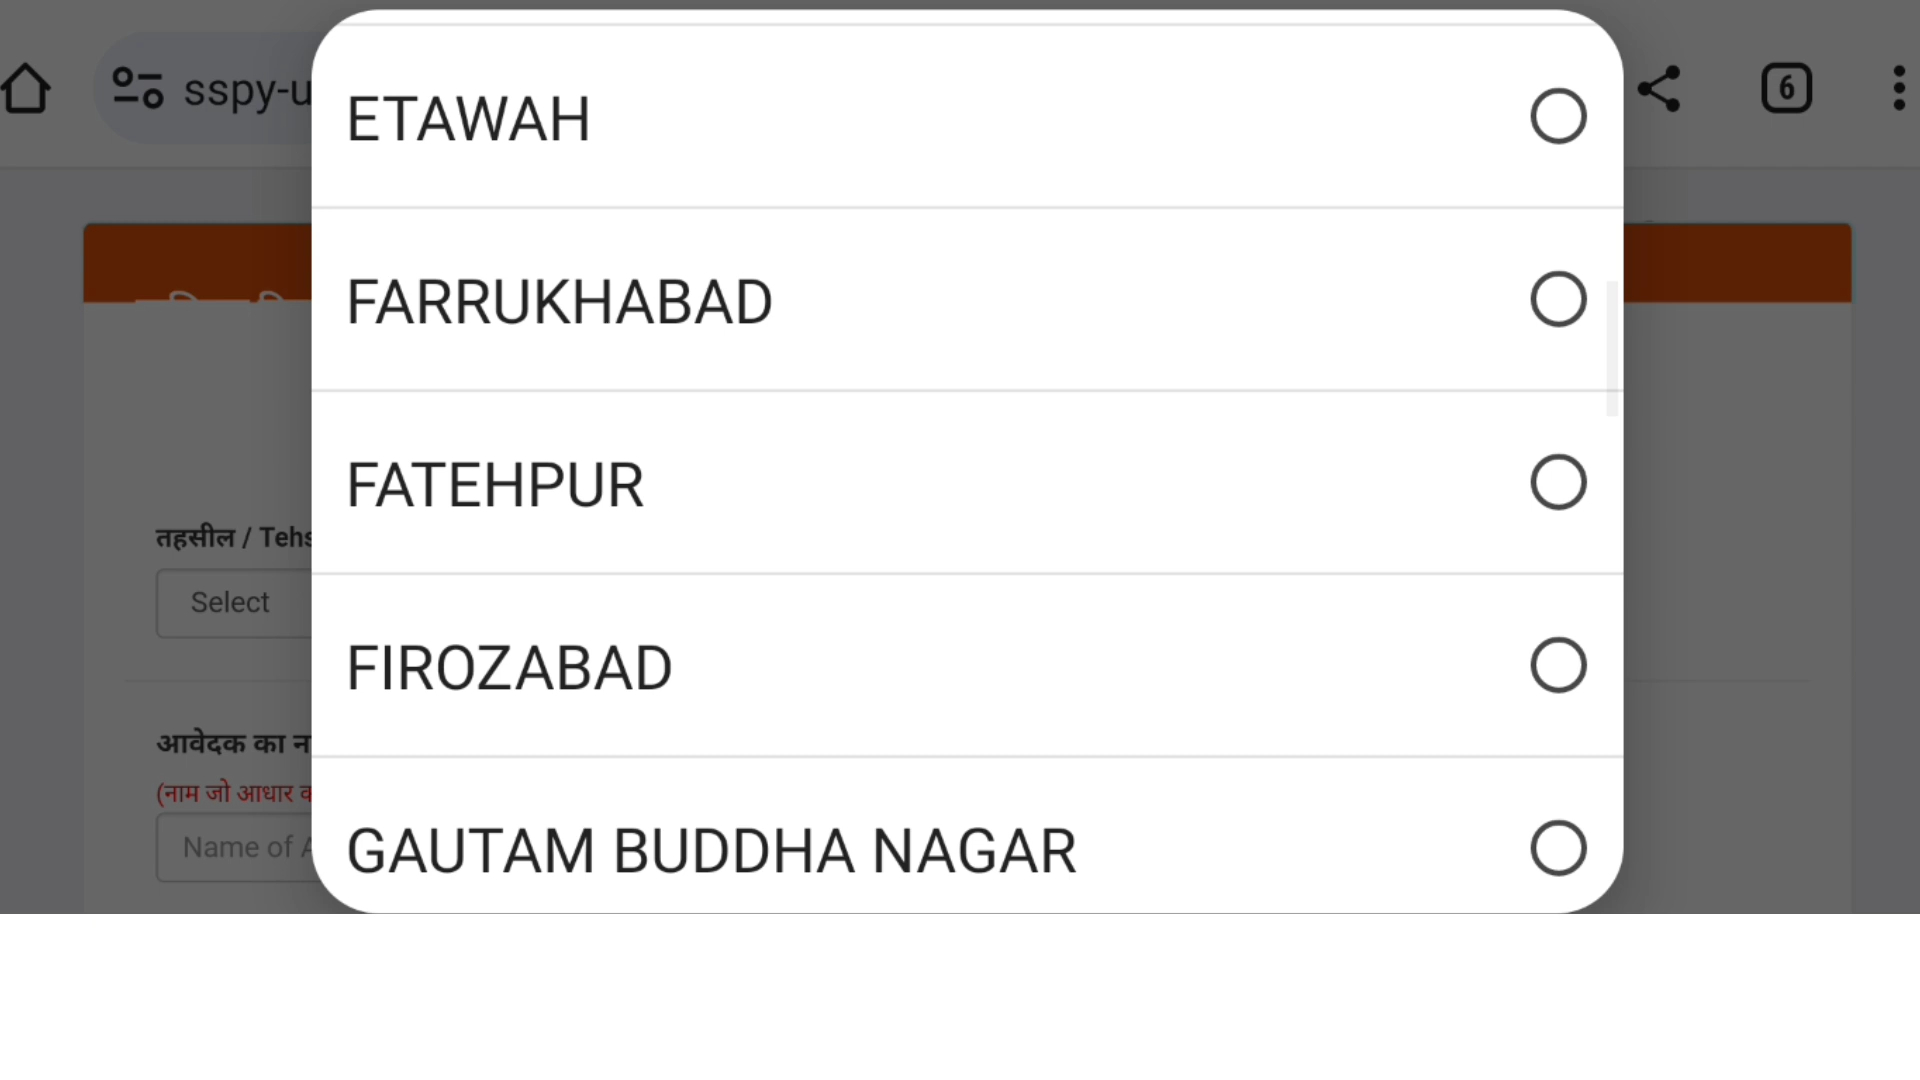 sspy-u
6
ETAWAH
FARRUKHABAD
FATEHPUR
FIROZABAD
GAUTAM BUDDHA NAGAR
तहसील / Tehs
Select
आवेदक का न
(नाम जो आधार क
Name of A